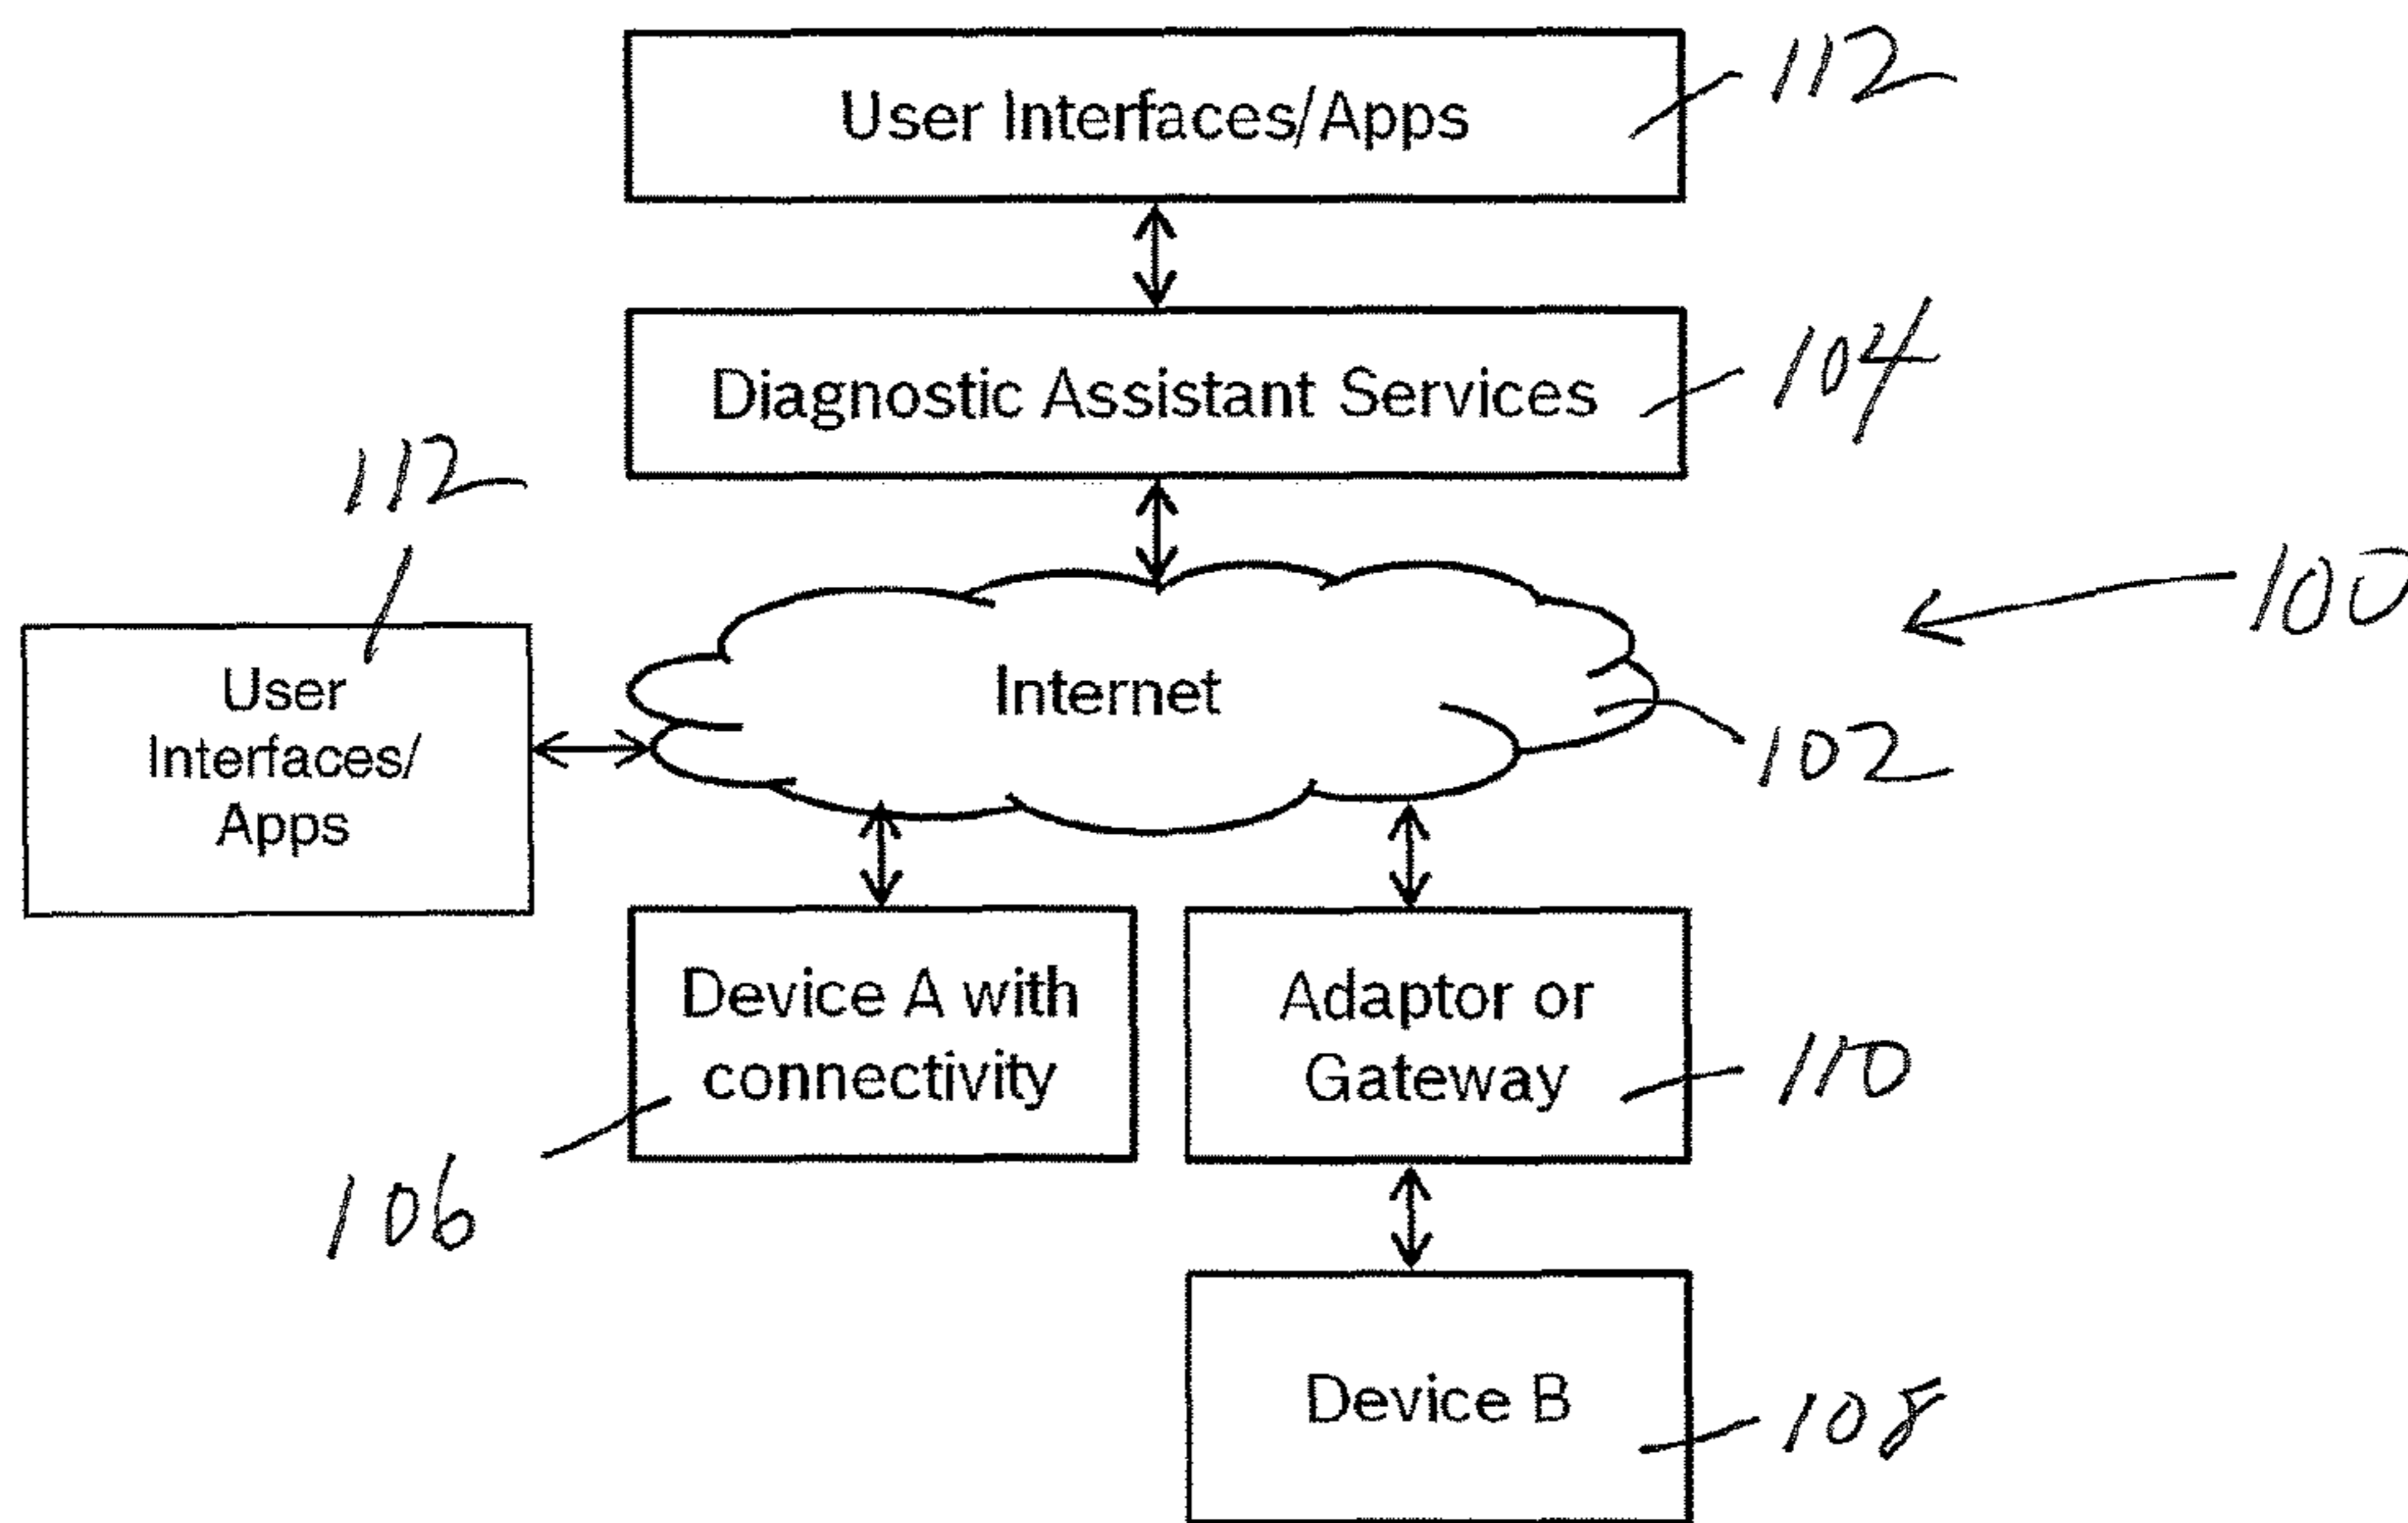 User Interfaces/Apps
112
Diagnostic Assistant Services
104
112
100
User
Interfaces/
Apps
Internet
102
Device A with
connectivity
106
Adaptor or
Gateway
110
Device B
108